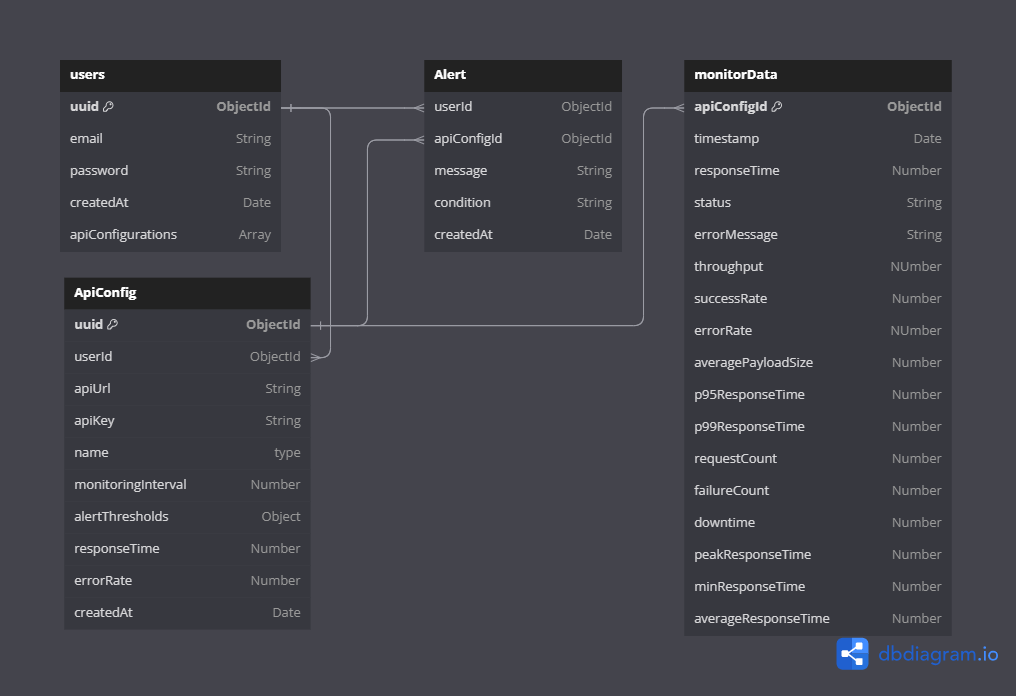 users
uuid ObjectId
email String
password String
createdAt Date
apiConfigurations Array
Alert
userId ObjectId
apiConfigId ObjectId
message String
condition String
createdAt Date
monitorData
apiConfigId ObjectId
timestamp Date
responseTime Number
status String
errorMessage String
throughput NUmber
successRate Number
errorRate NUmber
averagePayloadSize Number
p95ResponseTime Number
p99ResponseTime Number
requestCount Number
failureCount Number
downtime Number
peakResponseTime Number
minResponseTime Number
averageResponseTime Number
ApiConfig
uuid ObjectId
userId ObjectId
apiUrl String
apiKey String
name type
monitoringInterval Number
alertThresholds Object
responseTime Number
errorRate Number
createdAt Date
dbdiagram.io